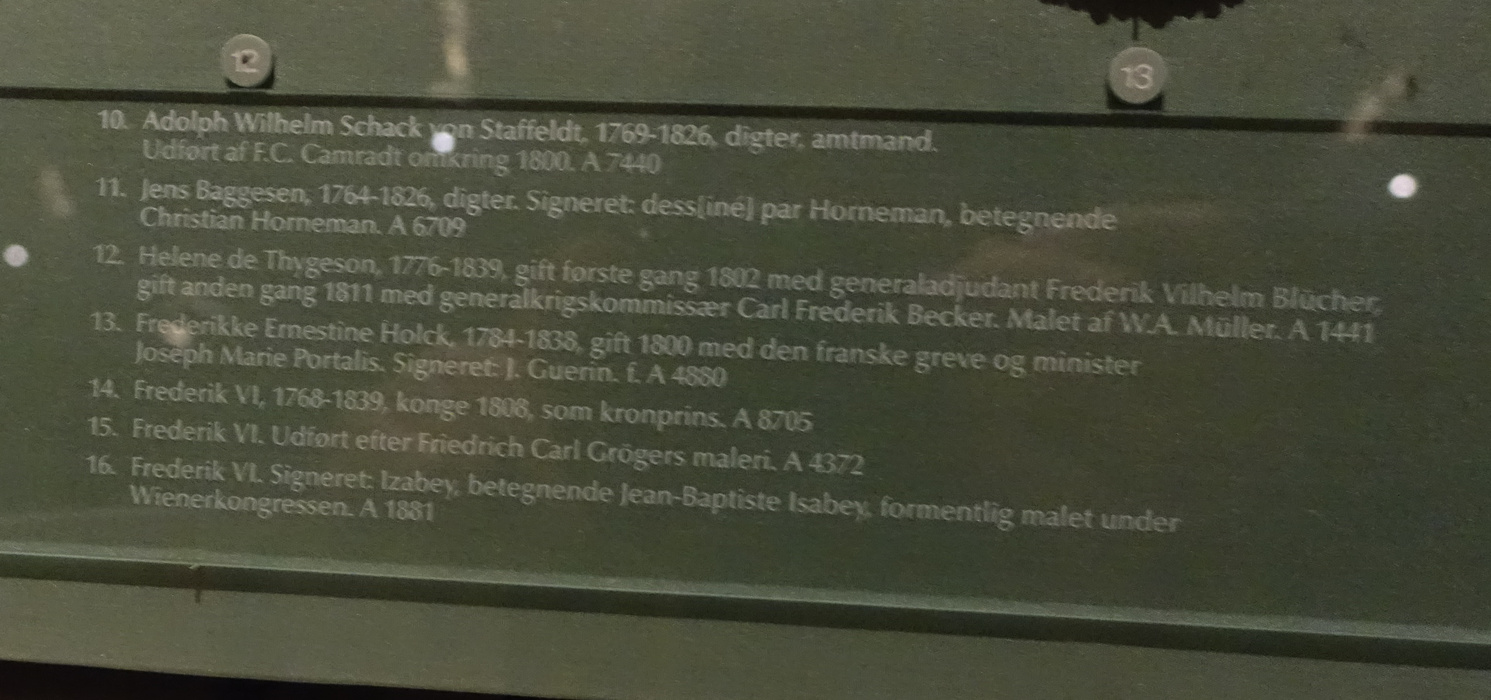 12
13
10. Adolph Wilhelm Schack von Staffeldt, 1769-1826, digter, amtmand.
Udført af F.C. Camradt omkring 1800. A 7440
11. Jens Baggesen, 1764-1826, digter. Signeret: dess[iné] par Horneman, betegnende
Christian Horneman. A 6709
12. Helene de Thygeson, 1776-1839, gift første gang 1802 med generaladjudant Frederik Vilhelm Blücher,
gift anden gang 1811 med generalkrigskommissær Carl Frederik Becker. Malet af W.A. Müller. A 1441
13. Frederikke Ernestine Holck, 1784-1838, gift 1800 med den franske greve og minister
Joseph Marie Portalis. Signeret: J. Guerin. f. A 4880
14. Frederik VI, 1768-1839, konge 1808, som kronprins. A 8705
15. Frederik VI. Udført efter Friedrich Carl Grögers maleri. A 4372
16. Frederik VI. Signeret: Izabey, betegnende Jean-Baptiste Isabey, formentlig malet under
Wienerkongressen. A 1881